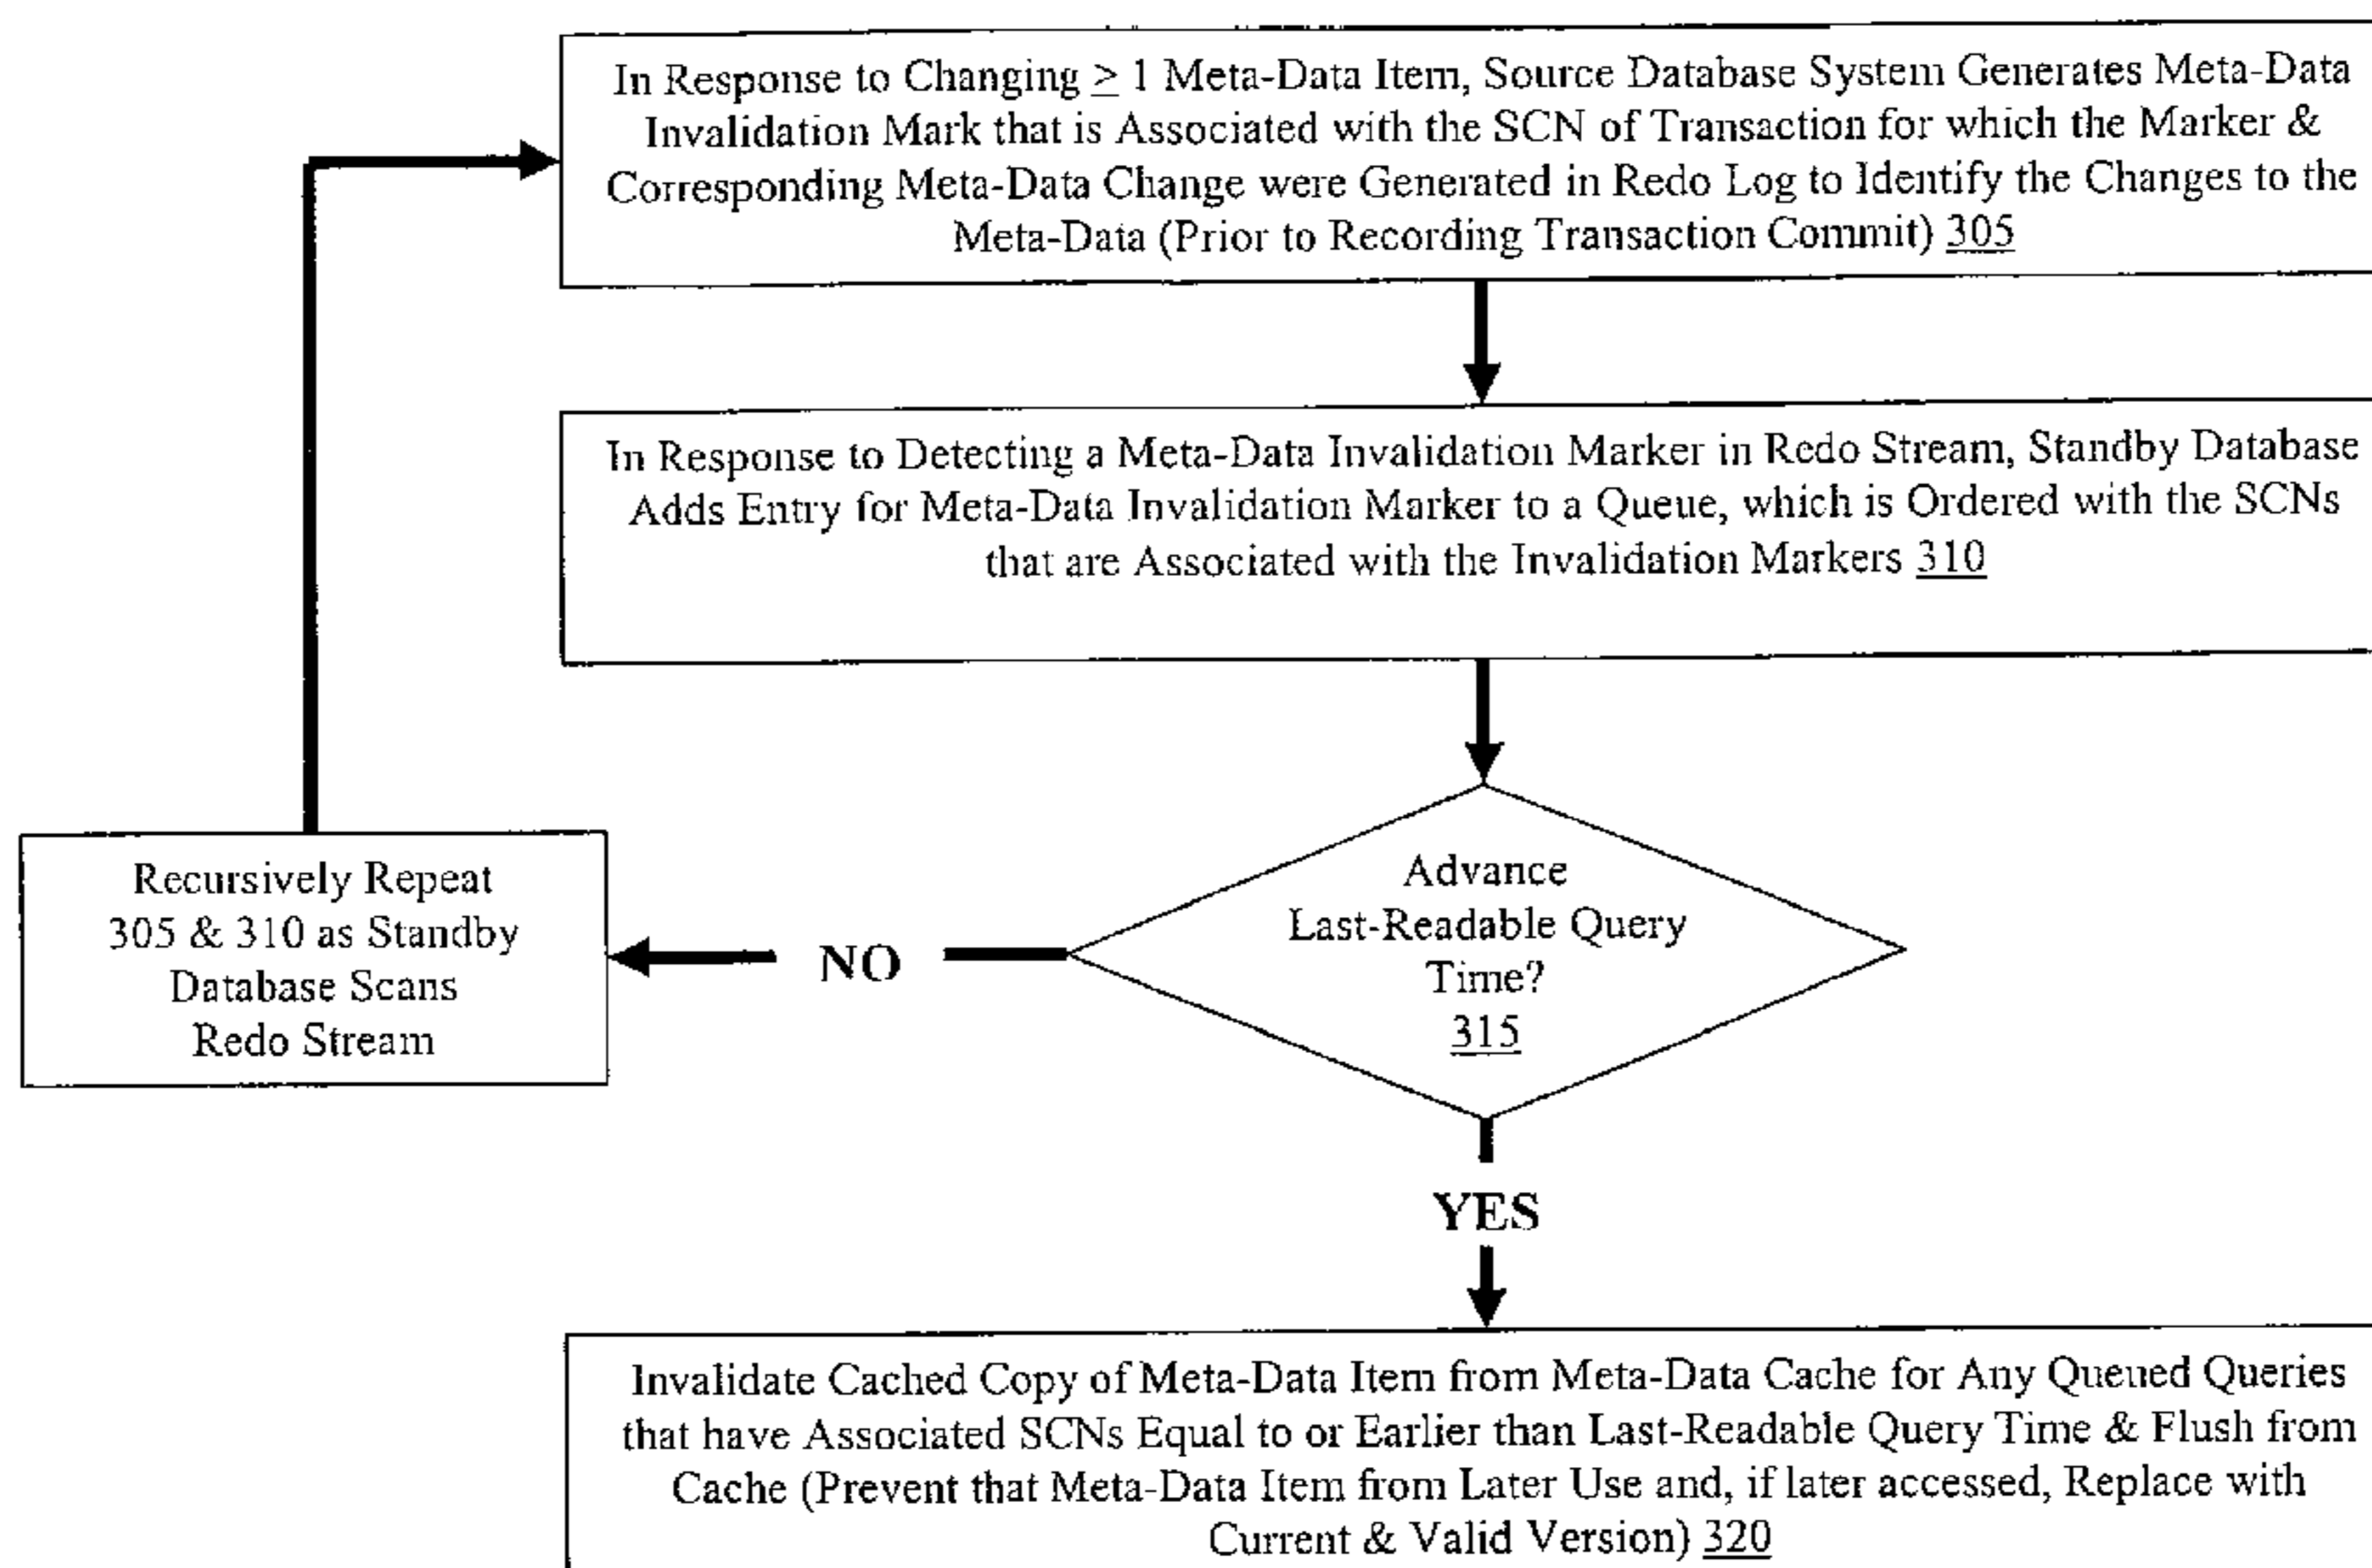 In Response to Changing ≥ 1 Meta-Data Item, Source Database System Generates Meta-Data
Invalidation Mark that is Associated with the SCN of Transaction for which the Marker &
Corresponding Meta-Data Change were Generated in Redo Log to Identify the Changes to the
Meta-Data (Prior to Recording Transaction Commit) 305
In Response to Detecting a Meta-Data Invalidation Marker in Redo Stream, Standby Database
Adds Entry for Meta-Data Invalidation Marker to a Queue, which is Ordered with the SCNs
that are Associated with the Invalidation Markers 310
Advance
Last-Readable Query
Time?
315
NO
Recursively Repeat
305 & 310 as Standby
Database Scans
Redo Stream
YES
Invalidate Cached Copy of Meta-Data Item from Meta-Data Cache for Any Queued Queries
that have Associated SCNs Equal to or Earlier than Last-Readable Query Time & Flush from
Cache (Prevent that Meta-Data Item from Later Use and, if later accessed, Replace with
Current & Valid Version) 320